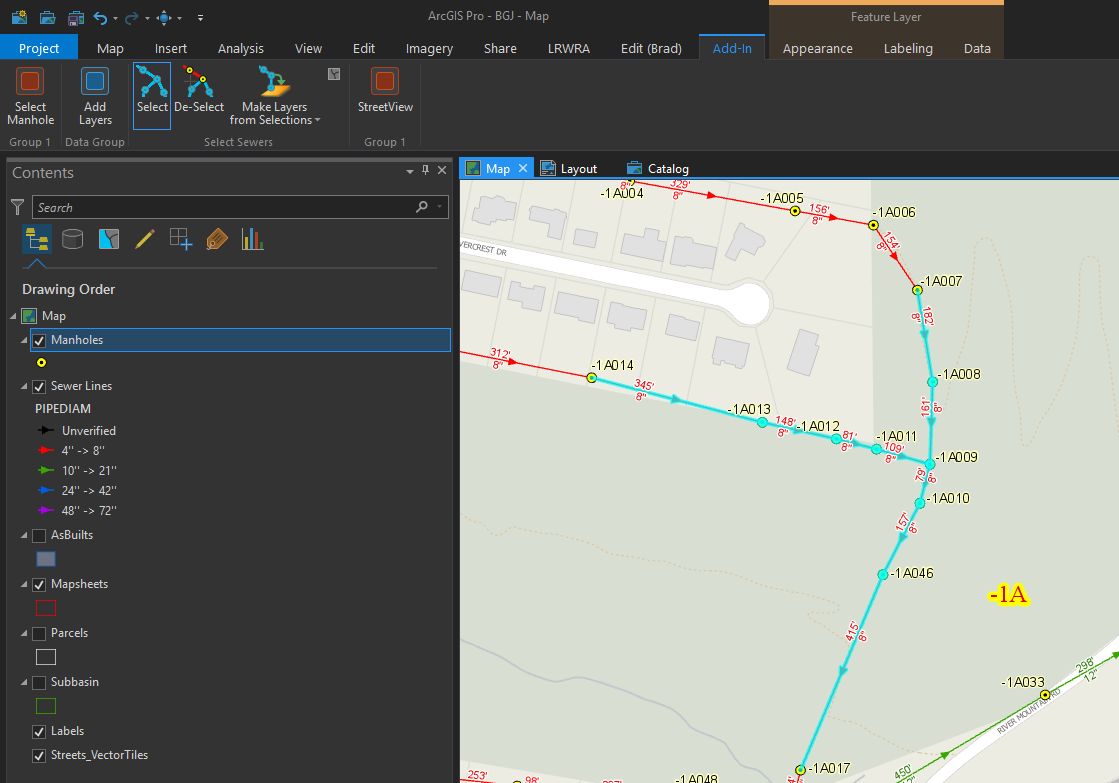 ArcGIS Pro - BGJ - Map
Feature Layer
Project Map Insert Analysis View Edit Imagery Share LRWRA Edit (Brad) Add-In Appearance Labeling Data
Select Manhole
Add Layers
Select
De-Select
Make Layers from Selections
StreetView
Group 1 Data Group Select Sewers Group 1
Contents
Search
Drawing Order
Map
Manholes
Sewer Lines
PIPEDIAM
Unverified
4'' -> 8''
10'' -> 21''
24'' -> 42''
48'' -> 72''
AsBuilts
Mapsheets
Parcels
Subbasin
Labels
Streets_VectorTiles
Map Layout Catalog
-1A004
8"
329'
8"
-1A005
156'
8"
-1A006
154'
8"
VERCREST DR
-1A007
182'
8"
312'
8"
-1A014
345'
8"
-1A008
161'
8"
-1A013
148'
8"
-1A012
81'
8"
-1A011
109'
8"
-1A009
79'
8"
-1A010
157'
8"
-1A046
-1A
415'
8"
-1A033
298'
12"
RIVER MOUNTAIN RD
-1A017
450'
253'
98'
-1A048